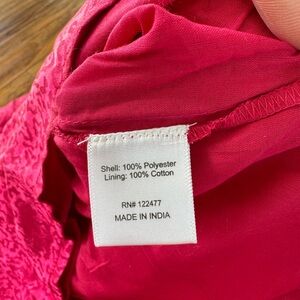 Shell: 100% Polyester
Lining: 100% Cotton
RN# 122477
MADE IN INDIA